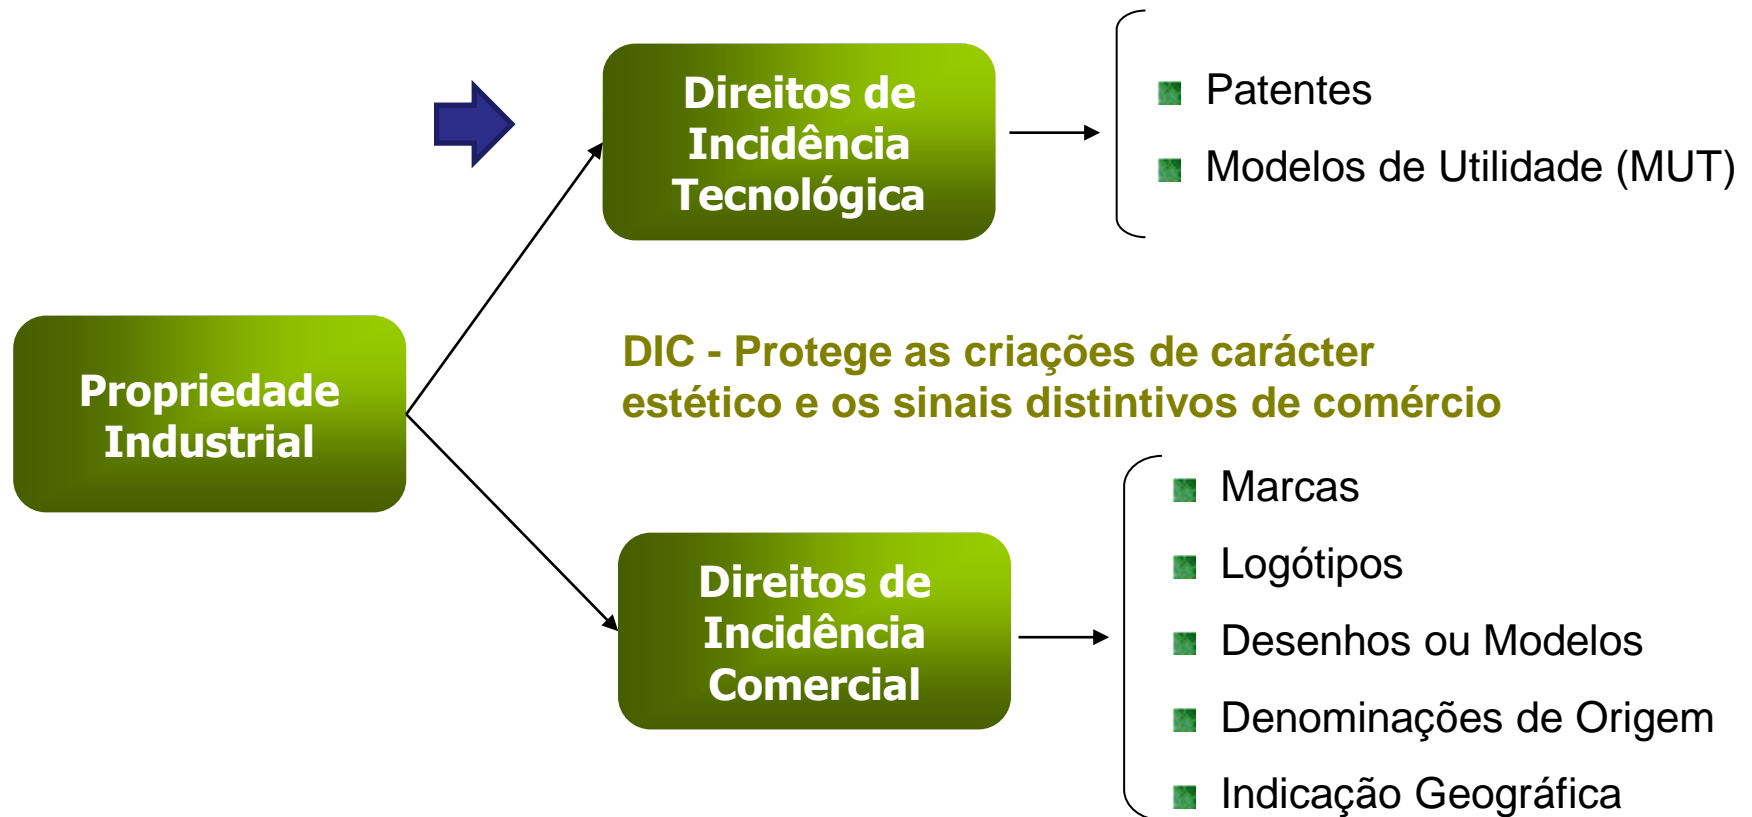 Direitos de
Incidência
Tecnológica
Patentes
Modelos de Utilidade (MUT)
Propriedade
Industrial
DIC - Protege as criações de carácter
estético e os sinais distintivos de comércio
Direitos de
Incidência
Comercial
Marcas
Logótipos
Desenhos ou Modelos
Denominações de Origem
Indicação Geográfica